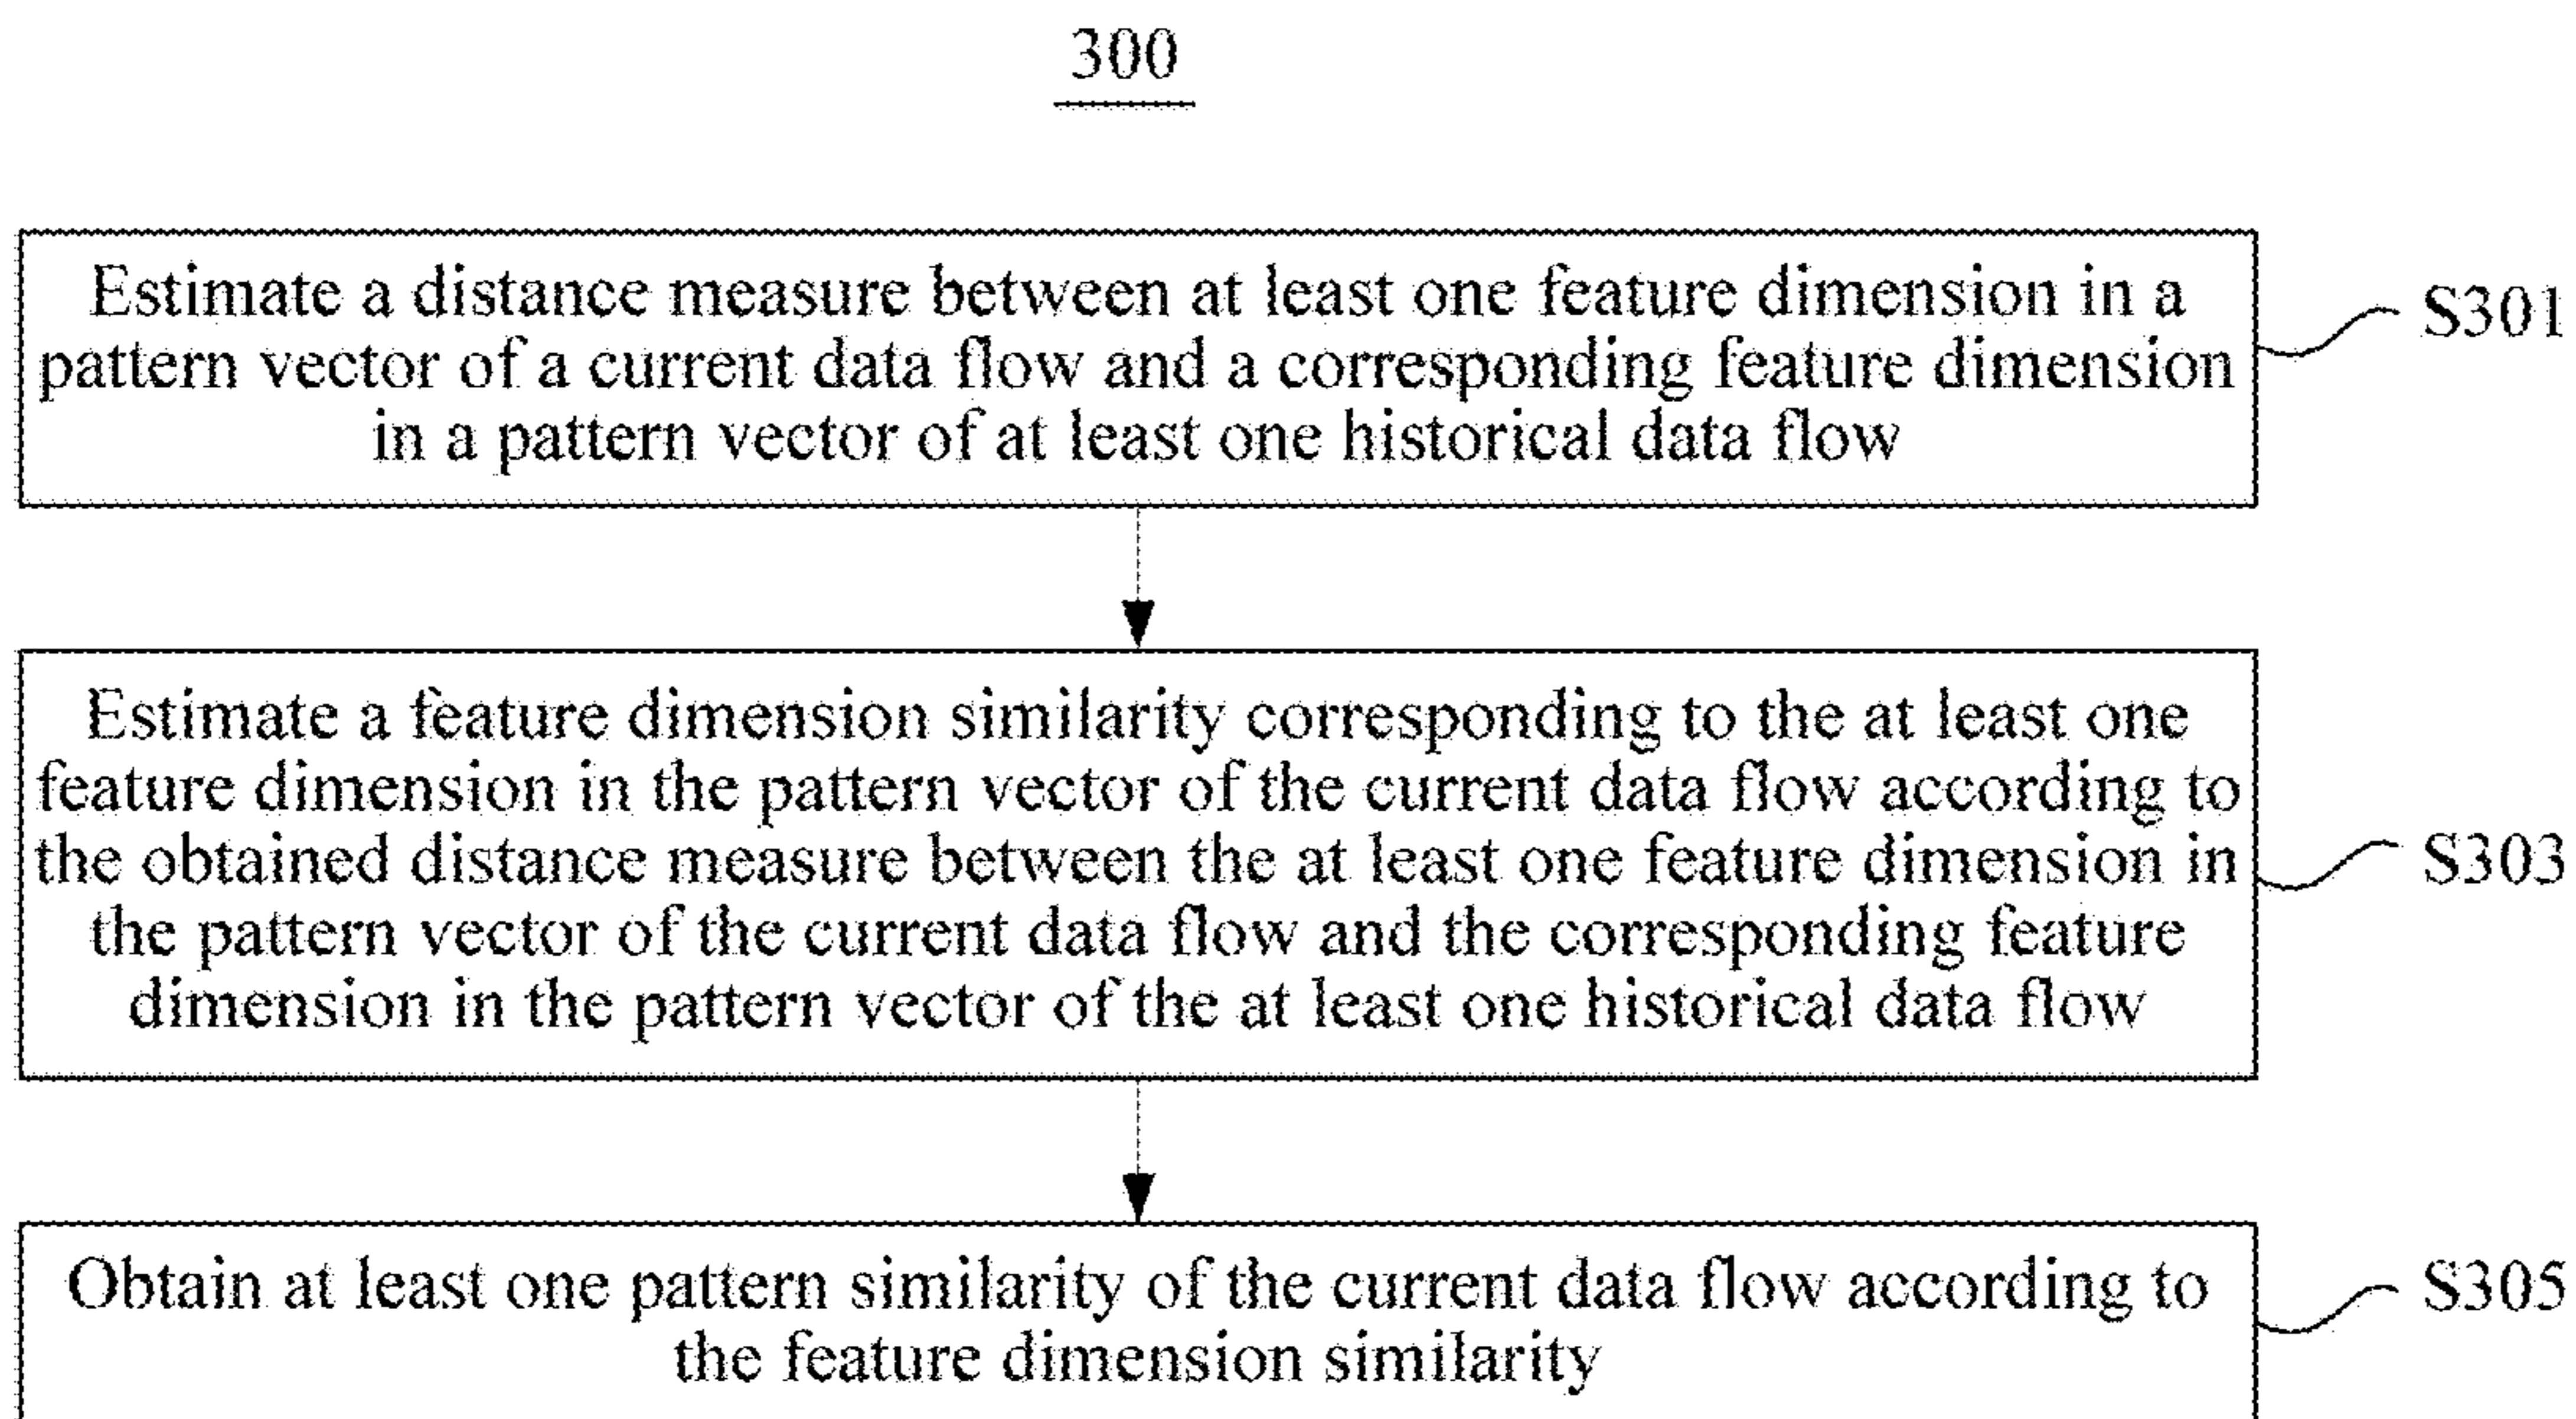 300
Estimate a distance measure between at least one feature dimension in a
pattern vector of a current data flow and a corresponding feature dimension
in a pattern vector of at least one historical data flow
S301
Estimate a feature dimension similarity corresponding to the at least one
feature dimension in the pattern vector of the current data flow according to
the obtained distance measure between the at least one feature dimension in
the pattern vector of the current data flow and the corresponding feature
dimension in the pattern vector of the at least one historical data flow
S303
Obtain at least one pattern similarity of the current data flow according to
the feature dimension similarity
S305